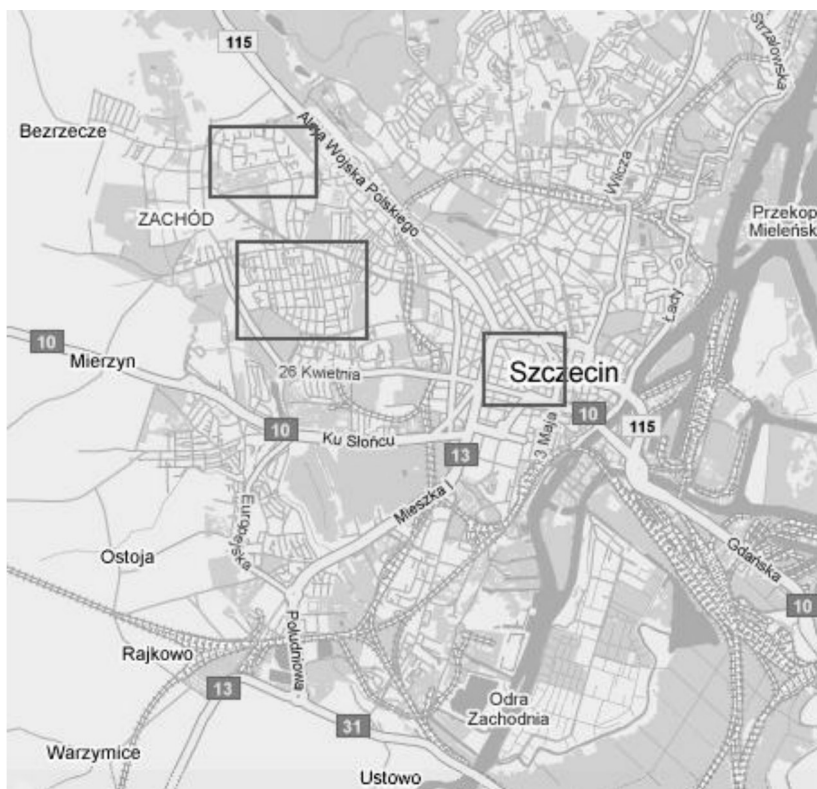 115
Strzałowska
Bezrzecze
Aleja Wojska Polskiego
Wilcza
ZACHÓD
Przekop
Mieleńsk
Łady
10
Mierzyn
26 Kwietnia
Szczecin
10
10
Ku Słońcu
13
3 Maja
115
Mieszka I
Europejska
Ostoja
Gdańska
10
Południowa
Rajkowo
13
Odra
Zachodnia
31
Warzymice
Ustowo